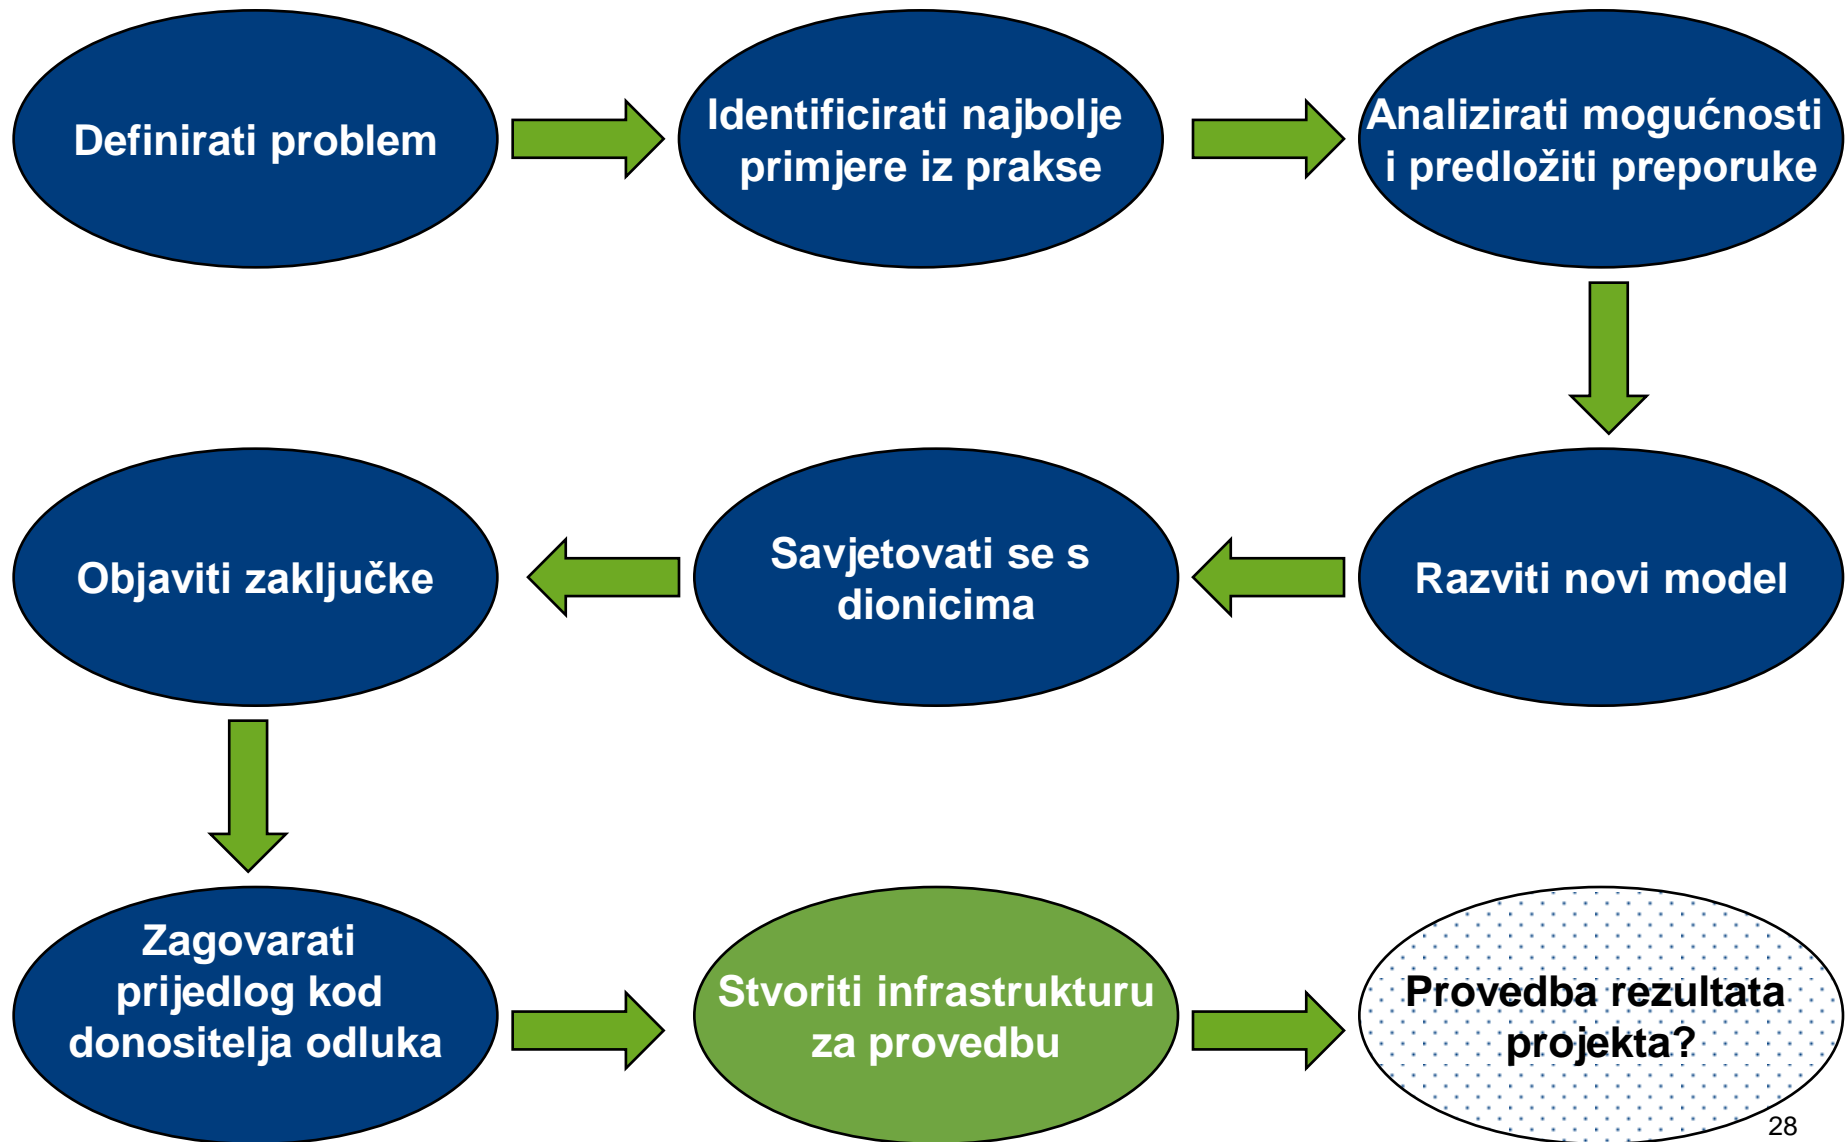 Definirati problem
Identificirati najbolje
primjere iz prakse
Analizirati mogućnosti
i predložiti preporuke
Razviti novi model
Savjetovati se s
dionicima
Objaviti zaključke
Zagovarati
prijedlog kod
donositelja odluka
Stvoriti infrastrukturu
za provedbu
Provedba rezultata
projekta?
28